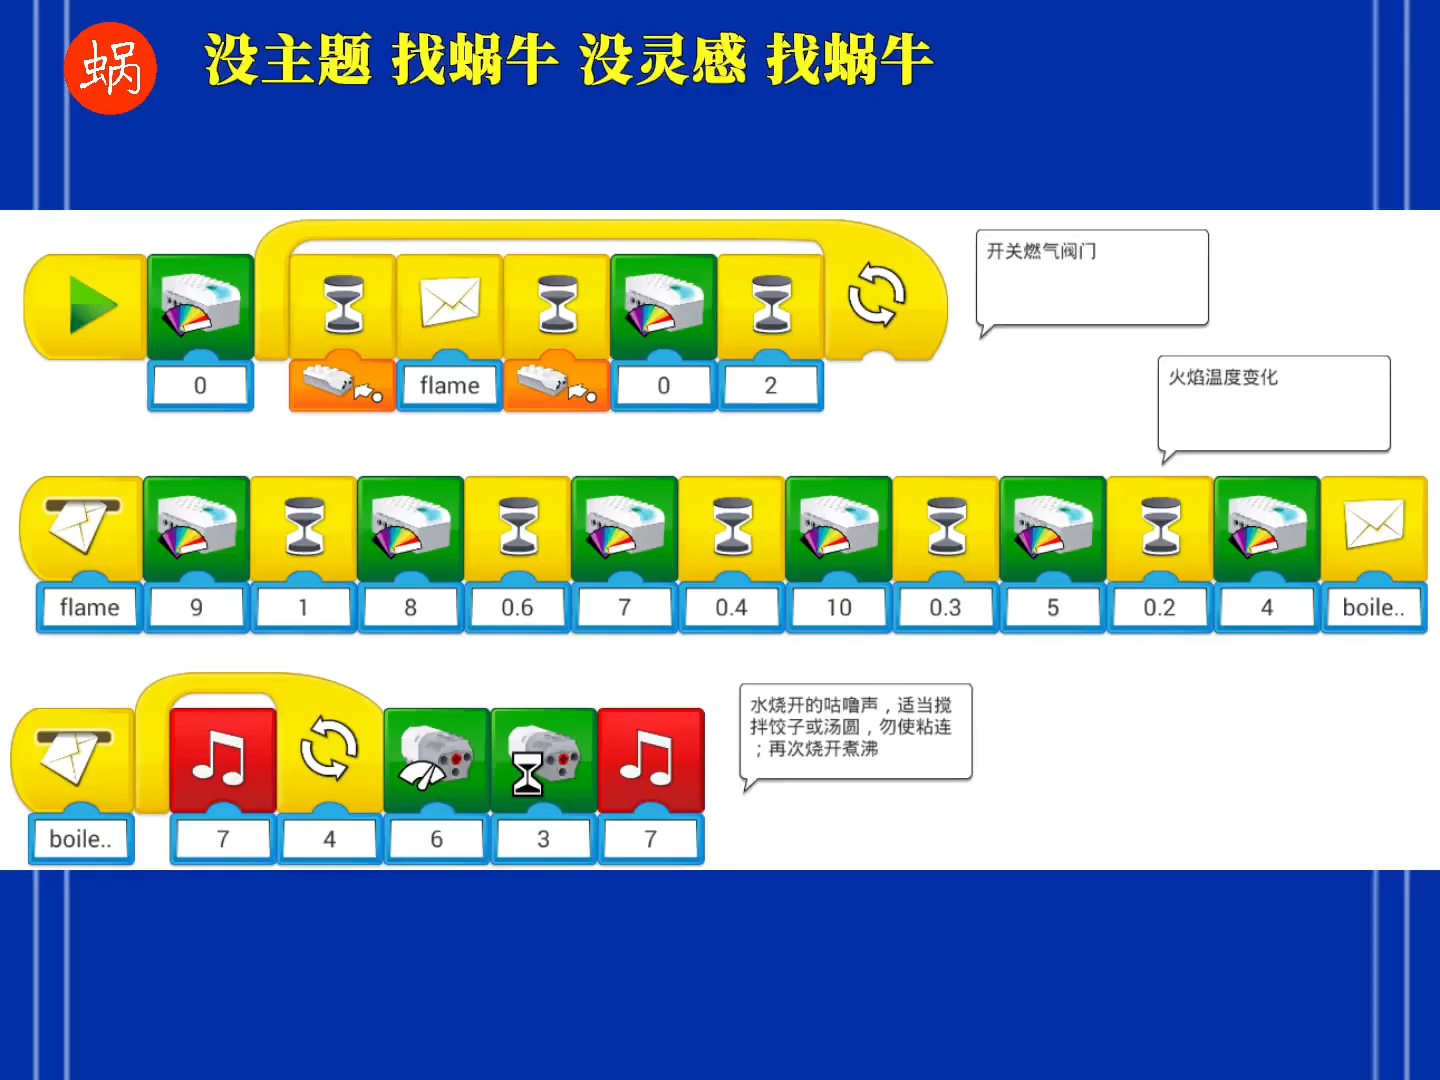 蜗
没主题 找蜗牛 没灵感 找蜗牛
开关燃气阀门
0
flame
0
2
火焰温度变化
flame
9
1
8
0.6
7
0.4
10
0.3
5
0.2
4
boile..
水烧开的咕噜声，适当搅
拌饺子或汤圆，勿使粘连
；再次烧开煮沸
boile..
7
4
6
3
7